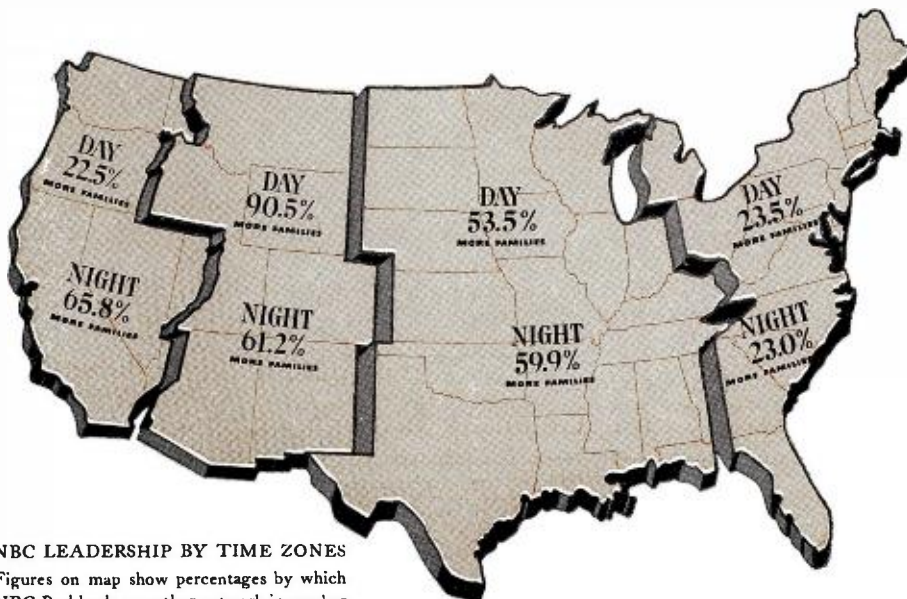 DAY
22.5%
MORE FAMILIES
NIGHT
65.8%
MORE FAMILIES
DAY
90.5%
MORE FAMILIES
NIGHT
61.2%
MORE FAMILIES
DAY
53.5%
MORE FAMILIES
NIGHT
59.9%
MORE FAMILIES
DAY
23.5%
MORE FAMILIES
NIGHT
23.0%
MORE FAMILIES
NBC LEADERSHIP BY TIME ZONES
Figures on map show percentages by which